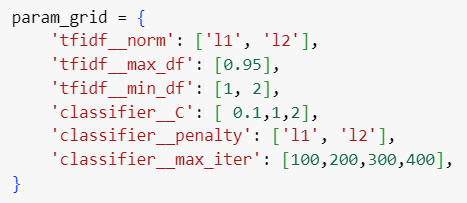 param_grid = {
    'tfidf__norm': ['l1', 'l2'],
    'tfidf__max_df': [0.95],
    'tfidf__min_df': [1, 2],
    'classifier__C': [ 0.1,1,2],
    'classifier__penalty': ['l1', 'l2'],
    'classifier__max_iter': [100,200,300,400],
}